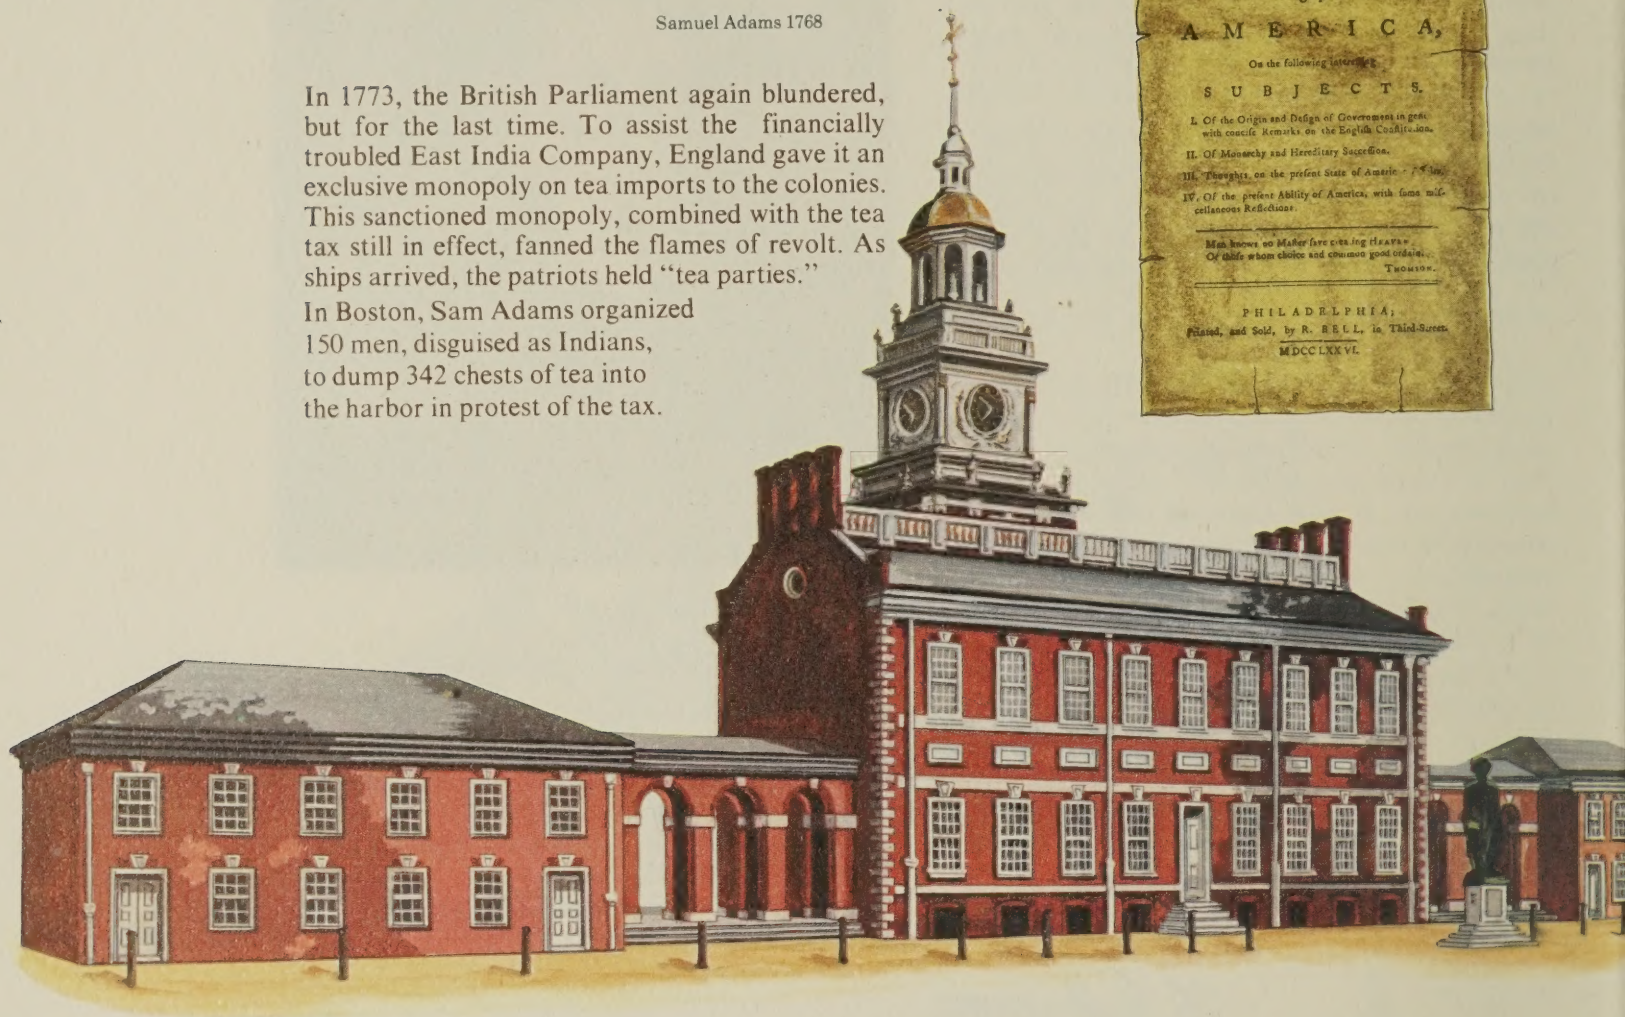 Samuel Adams 1768
In 1773, the British Parliament again blundered,
but for the last time. To assist the financially
troubled East India Company, England gave it an
exclusive monopoly on tea imports to the colonies.
This sanctioned monopoly, combined with the tea
tax still in effect, fanned the flames of revolt. As
ships arrived, the patriots held “tea parties.”
In Boston, Sam Adams organized
150 men, disguised as Indians,
to dump 342 chests of tea into
the harbor in protest of the tax.
AMERICA,
On the following
SUBJECTS.
I. Of the Origin and Design of Government in
with concise Remarks on the English
II. Of Monarchy and Hereditary Succession.
III. Thoughts on the present State of
IV. Of the present Ability of America, with some mis-
cellaneous Reflections.
Man knows no Master save HEAVEN
Or those whom choice and common good ordain.
THOMSON.
PHILADELPHIA;
Printed, and Sold, by R. BELL, in Third-Street.
MDCCLXXVI.